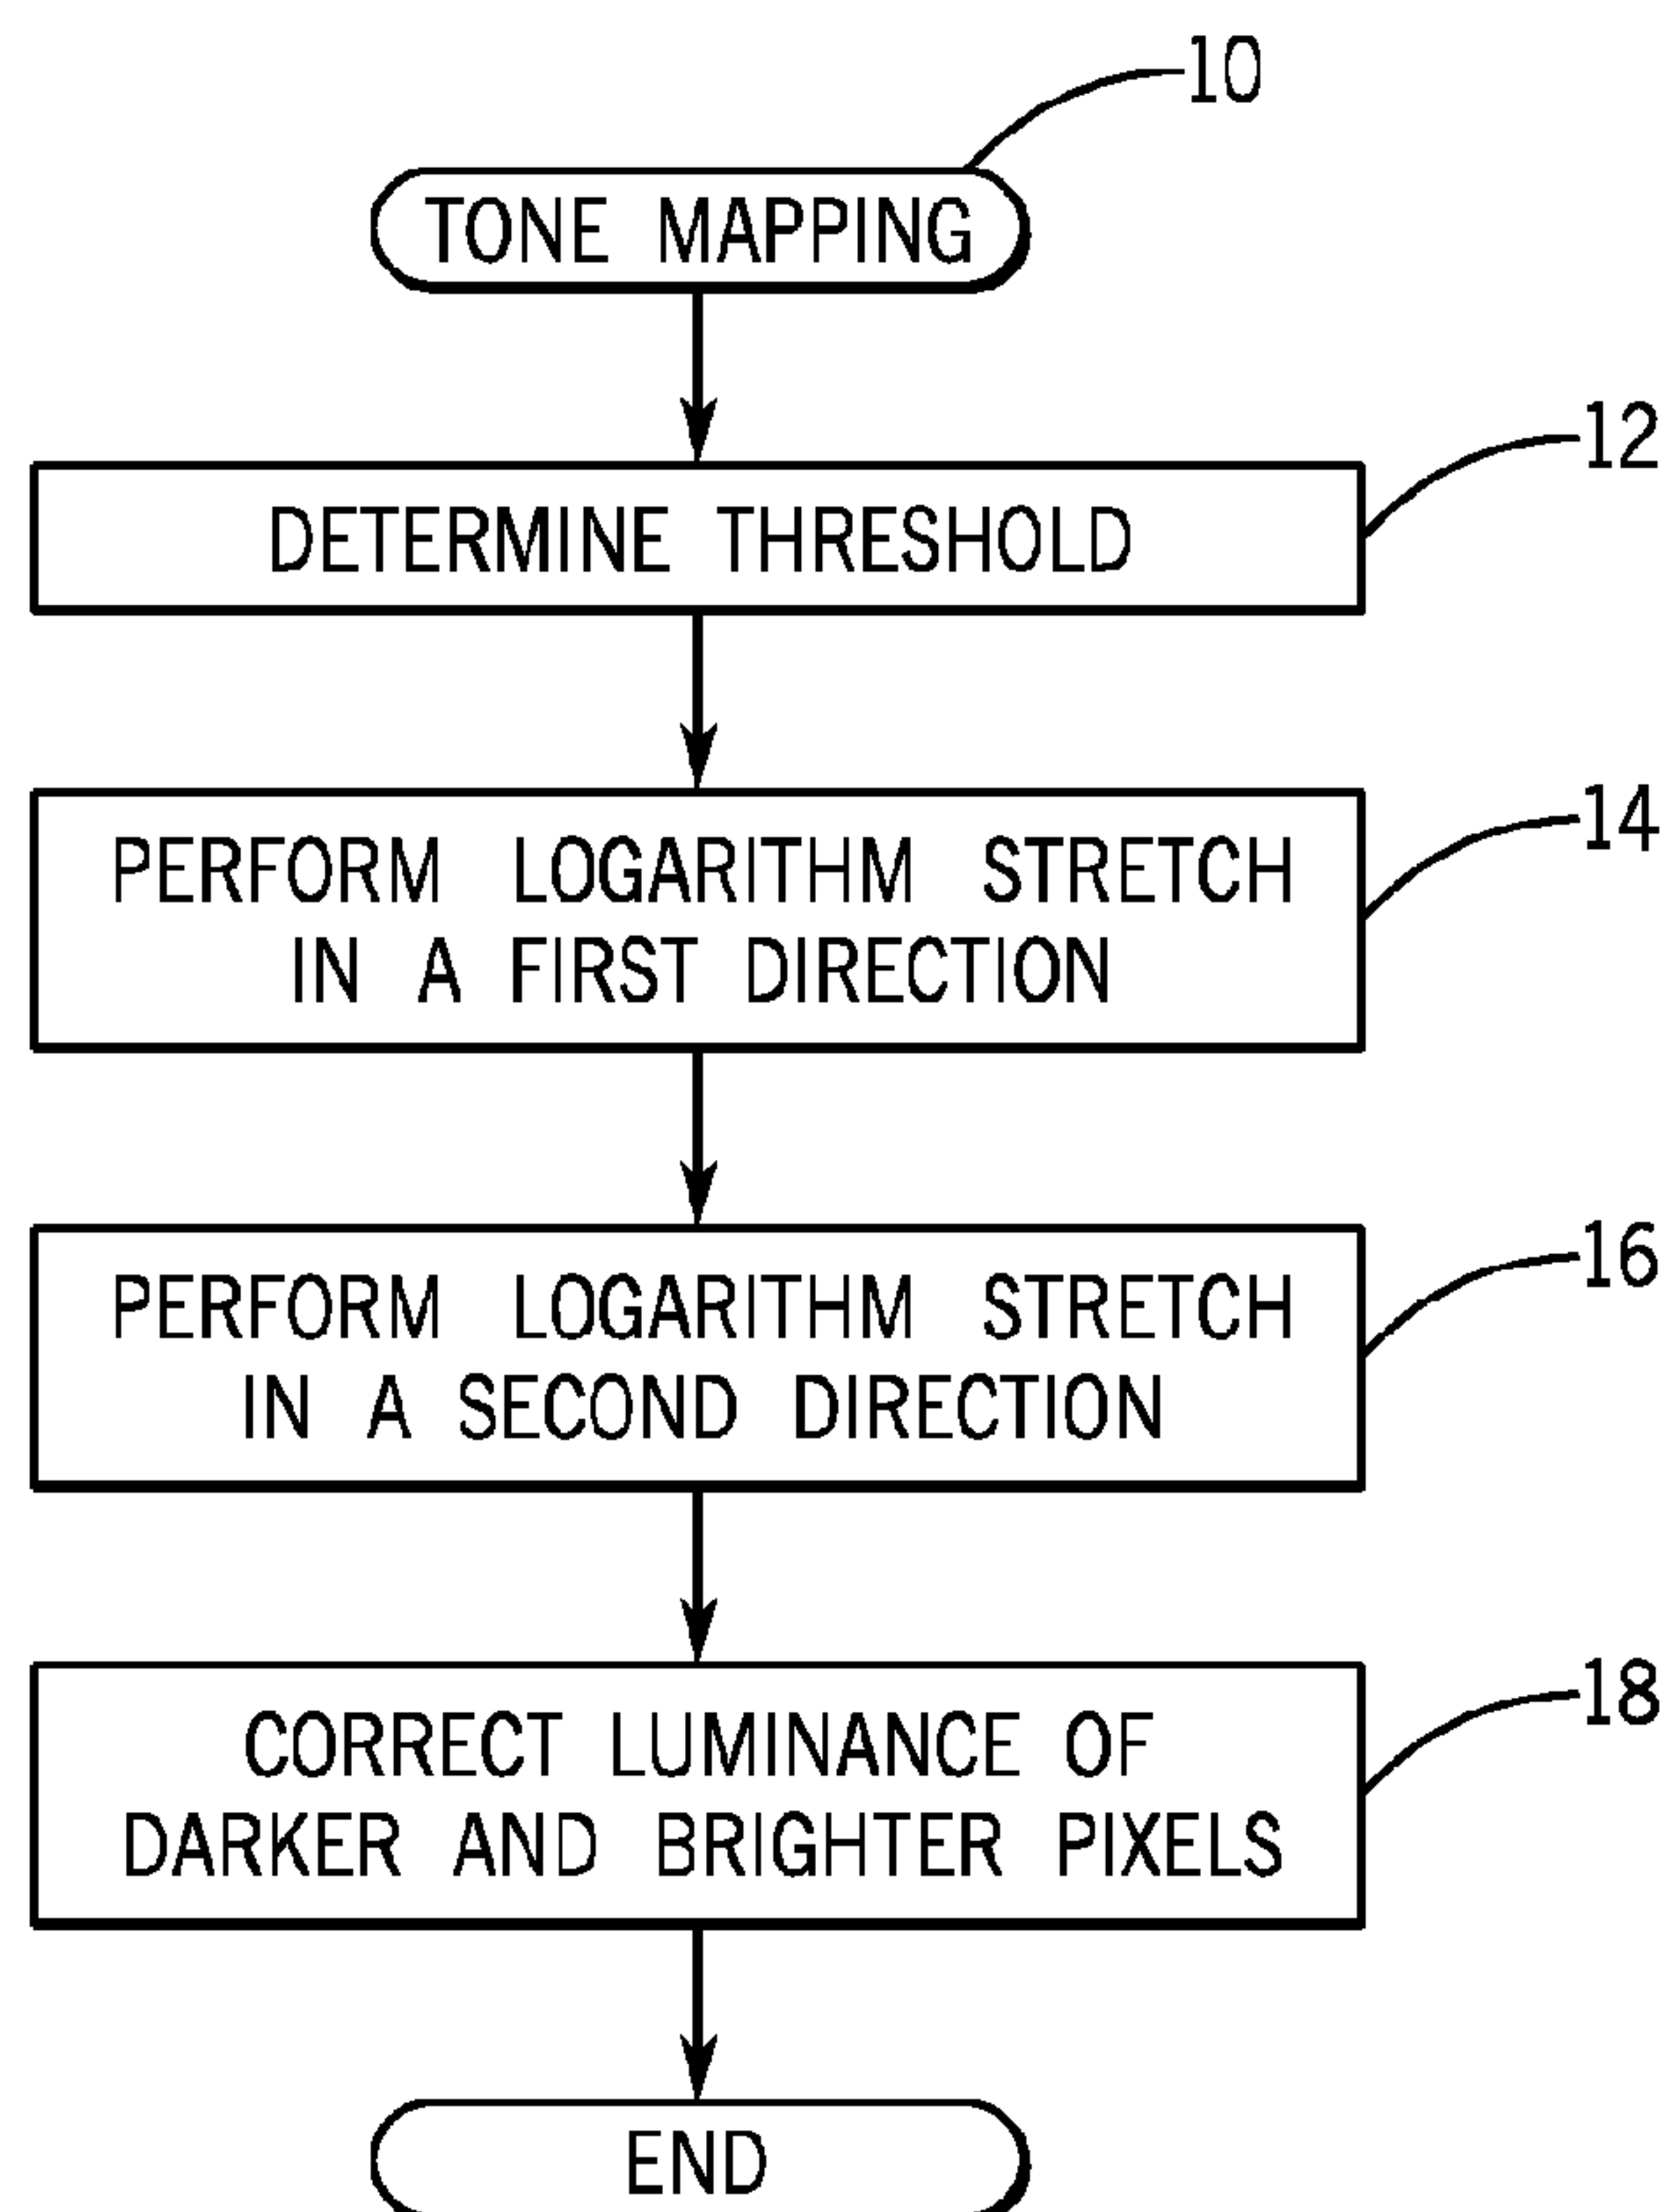 10
TONE MAPPING
12
DETERMINE THRESHOLD
14
PERFORM LOGARITHM STRETCH
IN A FIRST DIRECTION
16
PERFORM LOGARITHM STRETCH
IN A SECOND DIRECTION
18
CORRECT LUMINANCE OF
DARKER AND BRIGHTER PIXELS
END